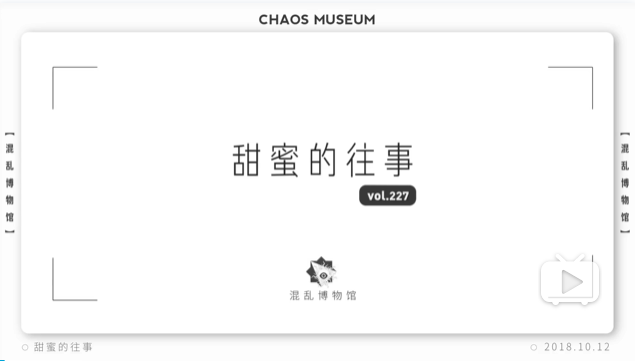 CHAOS MUSEUM
【混乱博物馆】
甜蜜的往事
vol.227
混乱博物馆
【混乱博物馆】
甜蜜的往事
2018.10.12